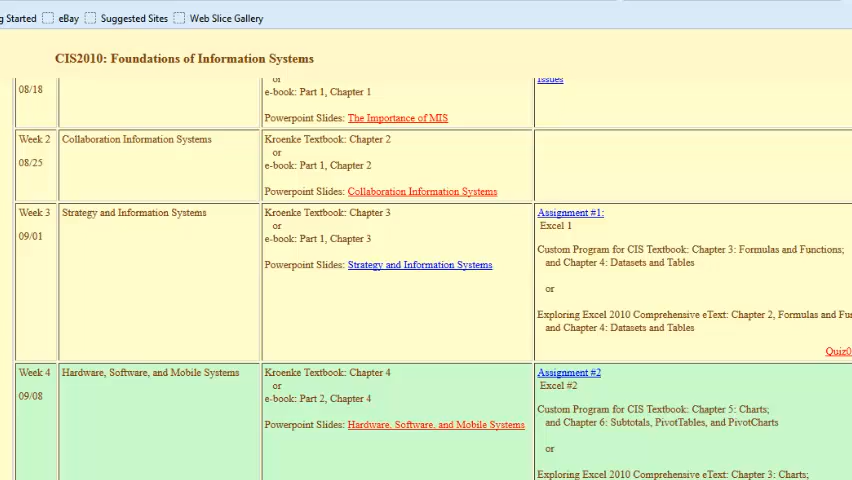 g Started eBay Suggested Sites Web Slice Gallery
CIS2010: Foundations of Information Systems
08/18
or
e-book: Part 1, Chapter 1
Powerpoint Slides: The Importance of MIS
Issues
Week 2
08/25
Collaboration Information Systems
Kroenke Textbook: Chapter 2
or
e-book: Part 1, Chapter 2
Powerpoint Slides: Collaboration Information Systems
Week 3
09/01
Strategy and Information Systems
Kroenke Textbook: Chapter 3
or
e-book: Part 1, Chapter 3
Powerpoint Slides: Strategy and Information Systems
Assignment #1:
Excel 1
Custom Program for CIS Textbook: Chapter 3: Formulas and Functions;
and Chapter 4: Datasets and Tables
or
Exploring Excel 2010 Comprehensive eText: Chapter 2, Formulas and Fu
and Chapter 4: Datasets and Tables
Quiz0
Week 4
09/08
Hardware, Software, and Mobile Systems
Kroenke Textbook: Chapter 4
or
e-book: Part 2, Chapter 4
Powerpoint Slides: Hardware, Software, and Mobile Systems
Assignment #2
Excel #2
Custom Program for CIS Textbook: Chapter 5: Charts;
and Chapter 6: Subtotals, PivotTables, and PivotCharts
or
Exploring Excel 2010 Comprehensive eText: Chapter 3: Charts;